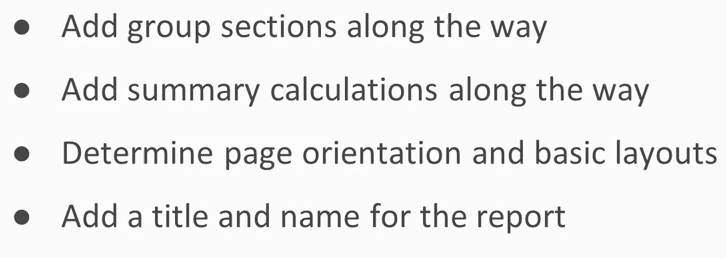 ● Add group sections along the way
● Add summary calculations along the way
● Determine page orientation and basic layouts
● Add a title and name for the report